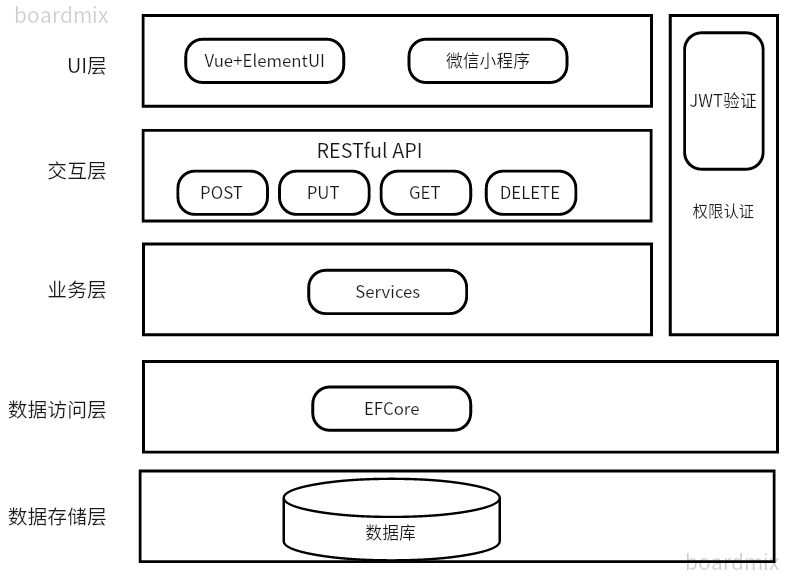 boardmix
UI层
Vue+ElementUI
微信小程序
JWT验证
权限认证
交互层
RESTful API
POST
PUT
GET
DELETE
业务层
Services
数据访问层
EFCore
数据存储层
数据库
boardmix